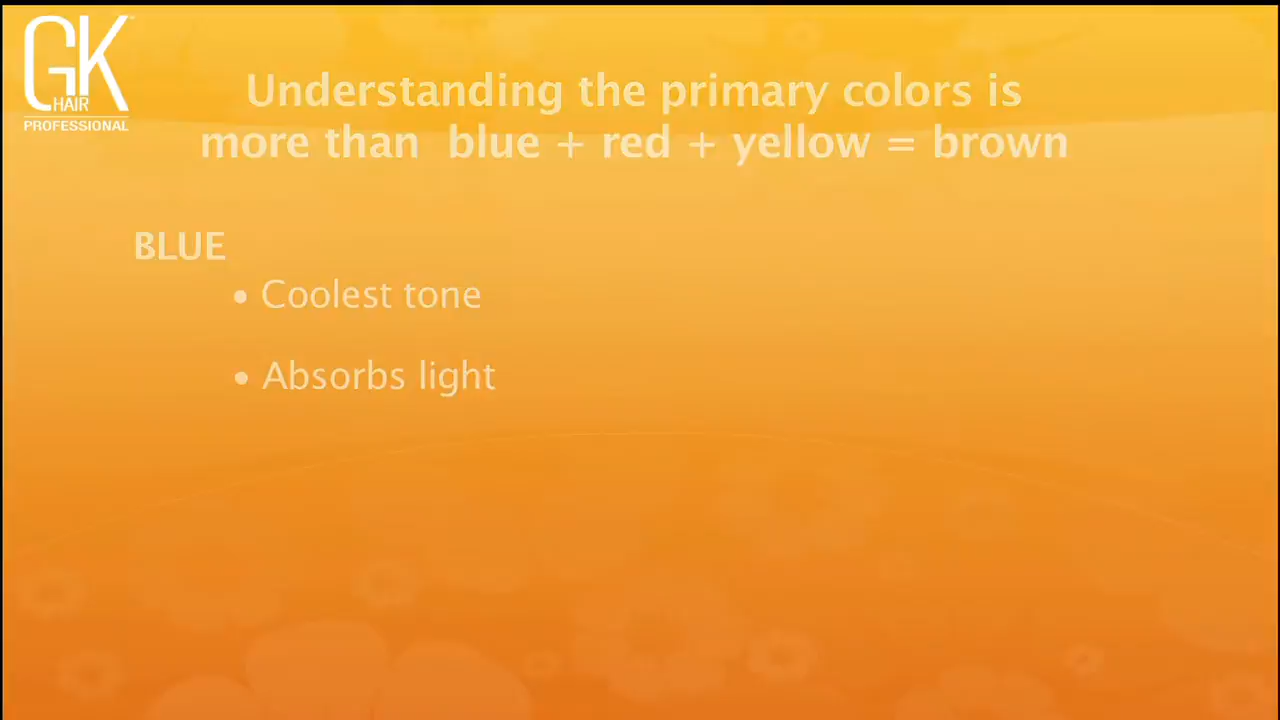 GK
HAIR
PROFESSIONAL
Understanding the primary colors is
more than blue + red + yellow = brown
BLUE
• Coolest tone
• Absorbs light